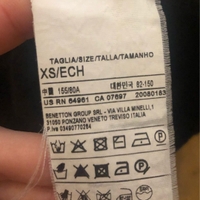 TAGLIA/SIZE/TALLA/TAMANHO
XS/ECH
中国 155/80A 대한민국 82-150
US RN 54961 CA 07697 20080183
BENETTON GROUP SRL - VIA VILLA MINELLI,1
31050 PONZANO VENETO TREVISO ITALIA
P.Iva 03490770264